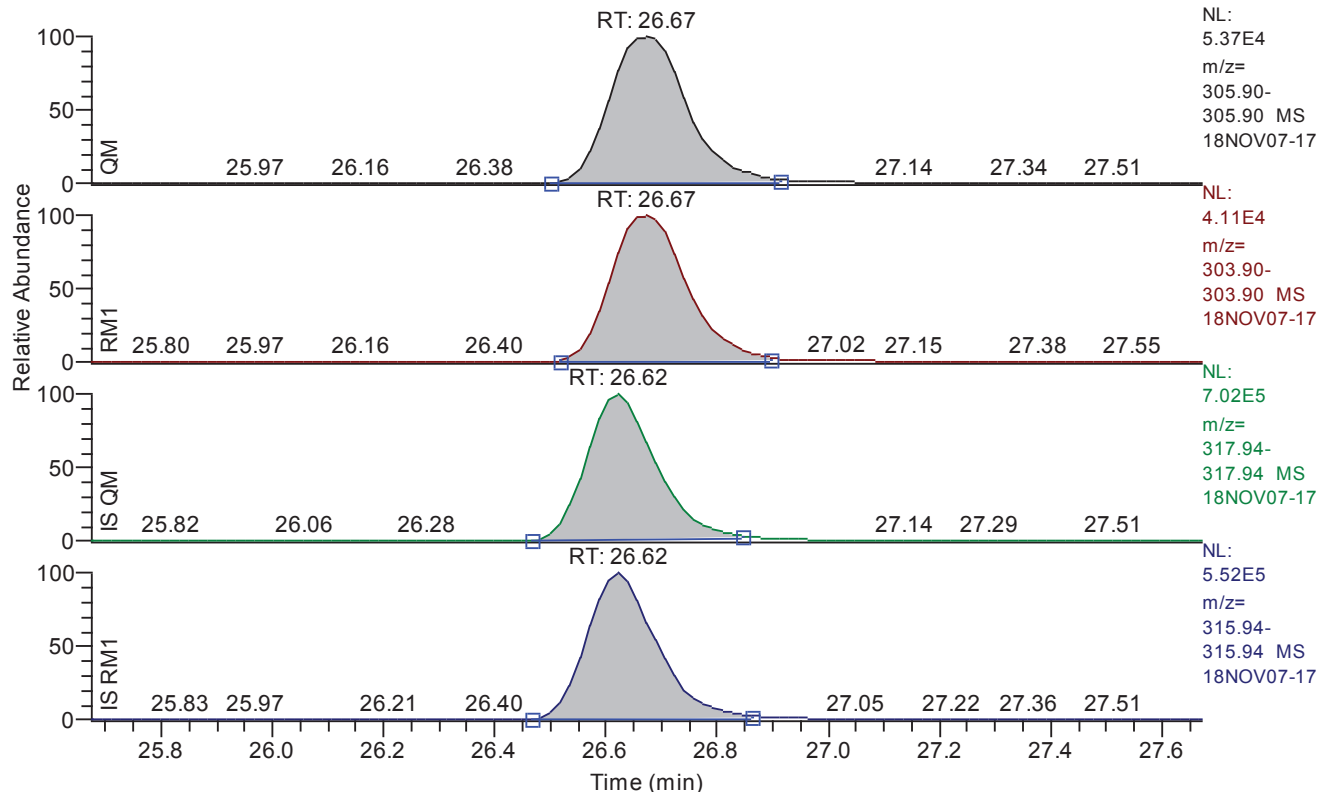 Relative Abundance
RT: 26.67
100
50
0
QM
25.97 26.16 26.38 27.14 27.34 27.51
NL:
5.37E4
m/z=
305.90-
305.90 MS
18NOV07-17
RT: 26.67
100
50
0
RM1
25.80 25.97 26.16 26.40 27.02 27.15 27.38 27.55
NL:
4.11E4
m/z=
303.90-
303.90 MS
18NOV07-17
RT: 26.62
100
50
0
IS QM
25.82 26.06 26.28 27.14 27.29 27.51
NL:
7.02E5
m/z=
317.94-
317.94 MS
18NOV07-17
RT: 26.62
100
50
0
IS RM1
25.83 25.97 26.21 26.40 27.05 27.22 27.36 27.51
NL:
5.52E5
m/z=
315.94-
315.94 MS
18NOV07-17
25.8 26.0 26.2 26.4 26.6 26.8 27.0 27.2 27.4 27.6
Time (min)